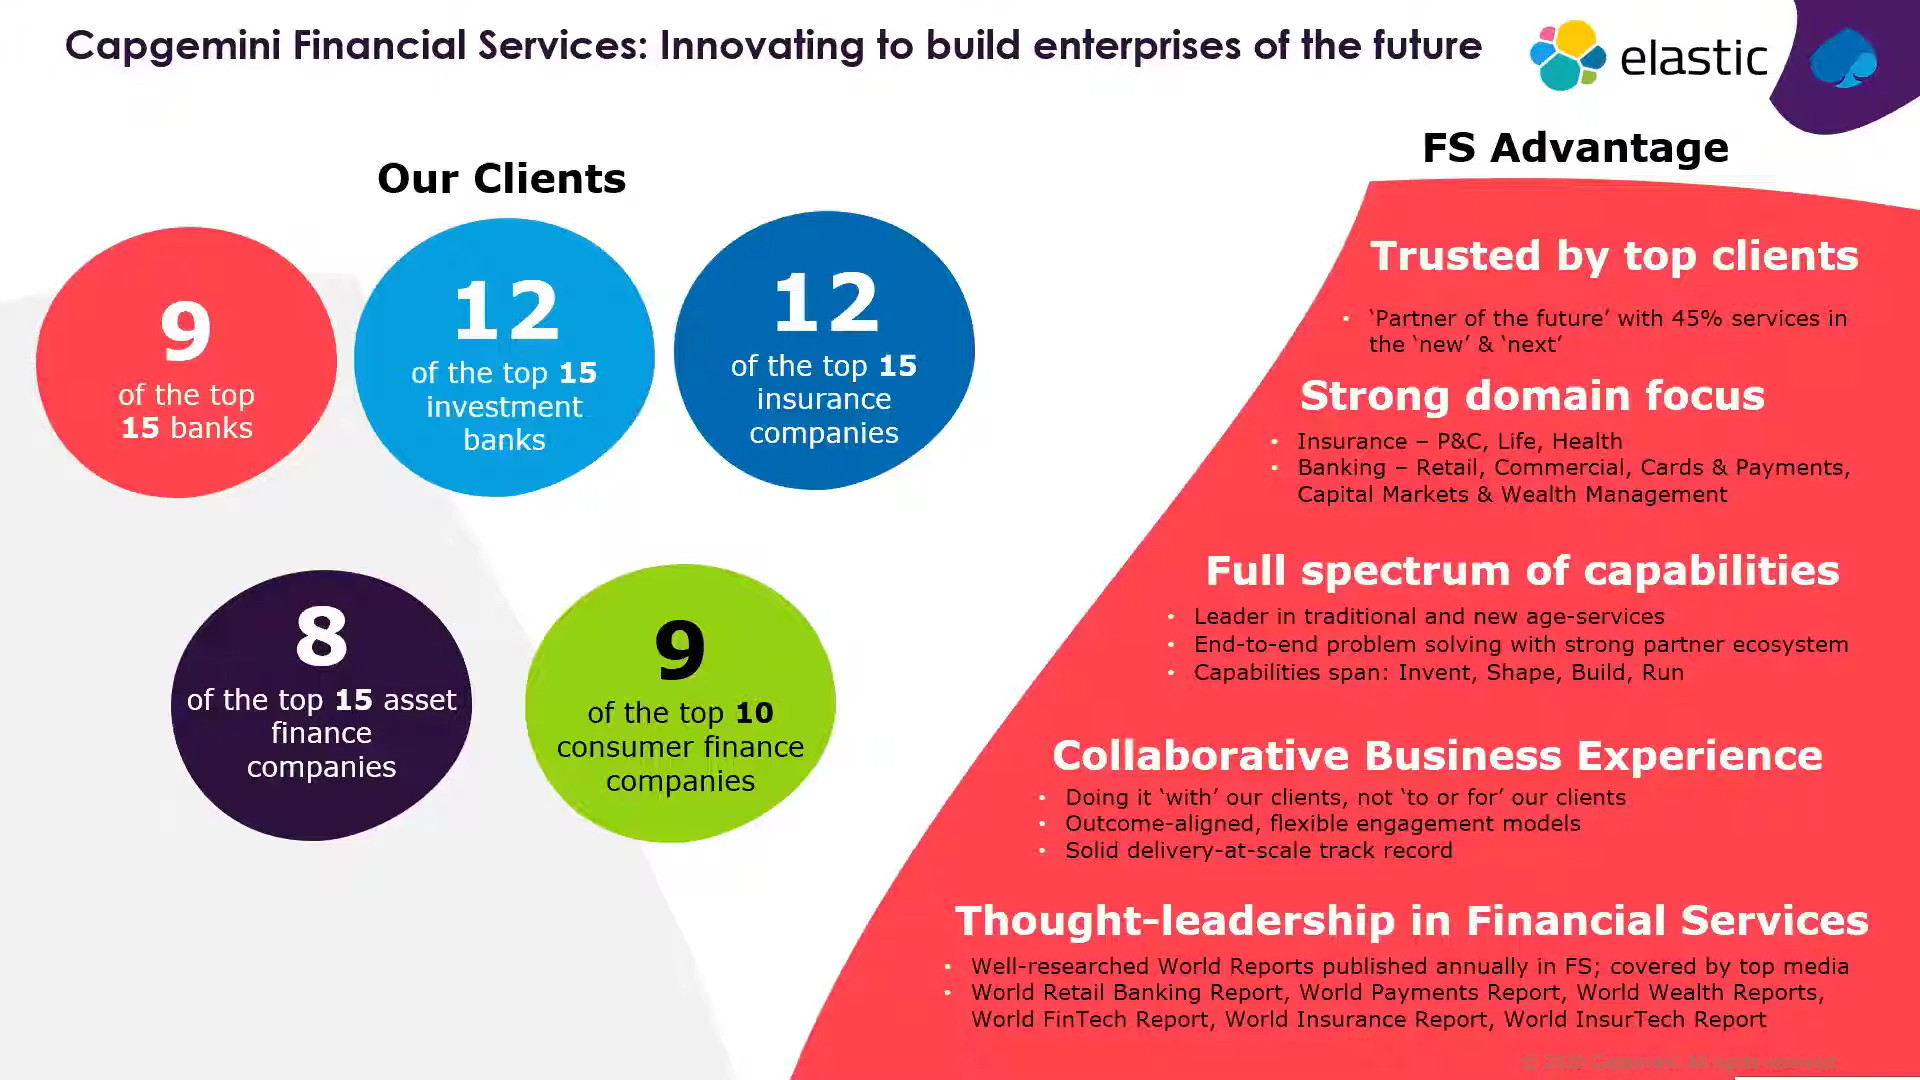 Capgemini Financial Services: Innovating to build enterprises of the future
elastic
Our Clients
9
of the top
15 banks
12
of the top 15
investment
banks
12
of the top 15
insurance
companies
8
of the top 15 asset
finance
companies
9
of the top 10
consumer finance
companies
FS Advantage
Trusted by top clients
• ‘Partner of the future’ with 45% services in
the ‘new’ & ‘next’
Strong domain focus
• Insurance – P&C, Life, Health
• Banking – Retail, Commercial, Cards & Payments,
Capital Markets & Wealth Management
Full spectrum of capabilities
• Leader in traditional and new age-services
• End-to-end problem solving with strong partner ecosystem
• Capabilities span: Invent, Shape, Build, Run
Collaborative Business Experience
• Doing it ‘with’ our clients, not ‘to or for’ our clients
• Outcome-aligned, flexible engagement models
• Solid delivery-at-scale track record
Thought-leadership in Financial Services
• Well-researched World Reports published annually in FS; covered by top media
• World Retail Banking Report, World Payments Report, World Wealth Reports,
World FinTech Report, World Insurance Report, World InsurTech Report
© 2020 Capgemini. All rights reserved.